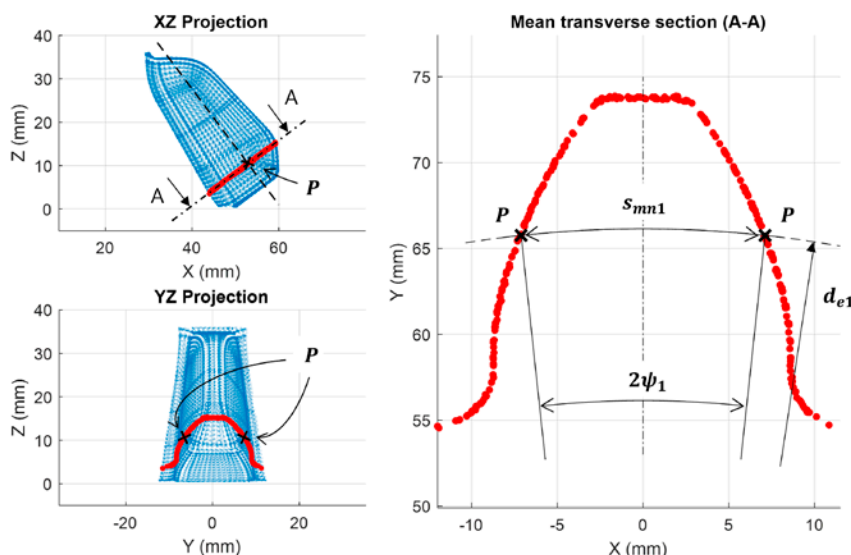 XZ Projection
40
30
20
10
0
Z (mm)
A
A
P
20
40
60
X (mm)
YZ Projection
40
30
20
10
0
Z (mm)
P
-20
0
20
Y (mm)
Mean transverse section (A-A)
75
70
65
60
55
50
Y (mm)
P
s_mn1
P
d_e1
2ψ_1
-10
-5
0
5
10
X (mm)